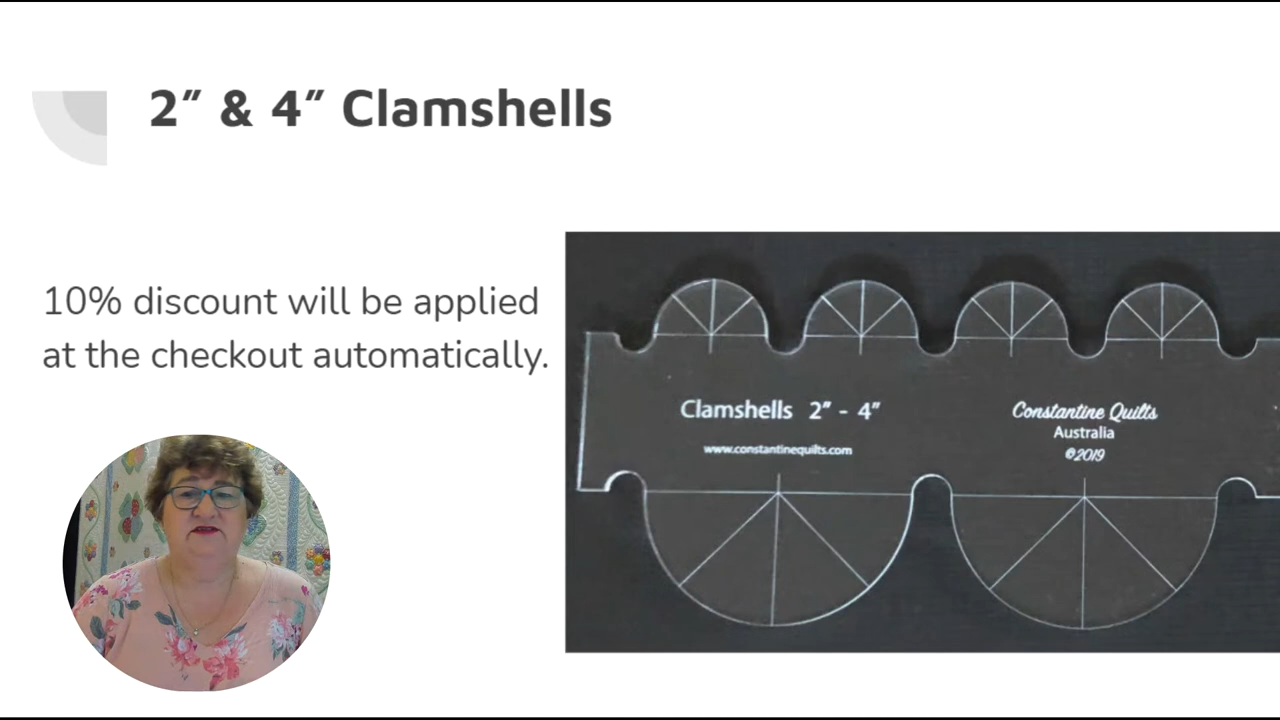 2” & 4” Clamshells
10% discount will be applied
at the checkout automatically.
Clamshells 2” - 4”
www.constantinequilts.com
Constantine Quilts
Australia
©2019